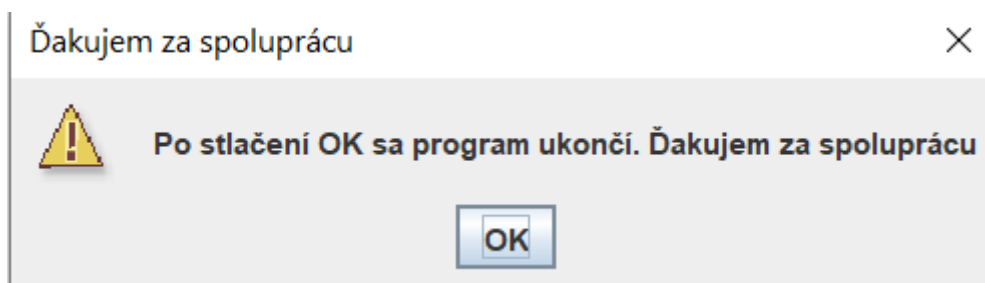 Ďakujem za spoluprácu
Po stlačení OK sa program ukončí. Ďakujem za spoluprácu
OK